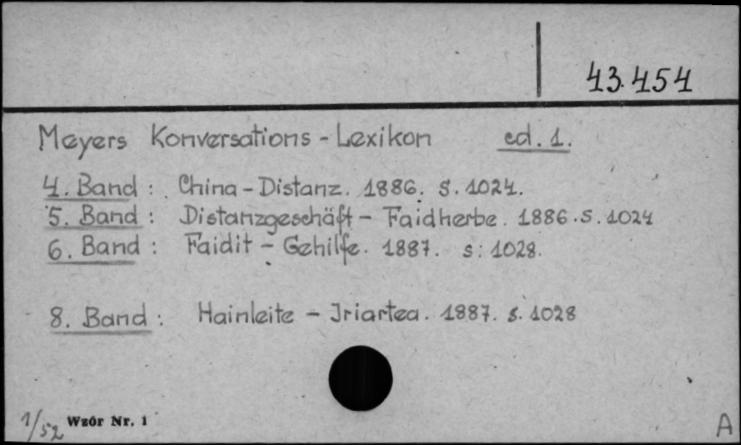 43.454
Meyers Konversations - Lexikon ed. 1.
4. Band : China - Distanz. 1886. S. 1024.
5. Band : Distanzgeschäft - Faidherbe. 1886. S. 1024
6. Band : Faidit - Gehilfe. 1887. S: 1028.
8. Band : Hainleite - Iriartea. 1887. S. 1028
1/52 Wzór Nr. 1
A